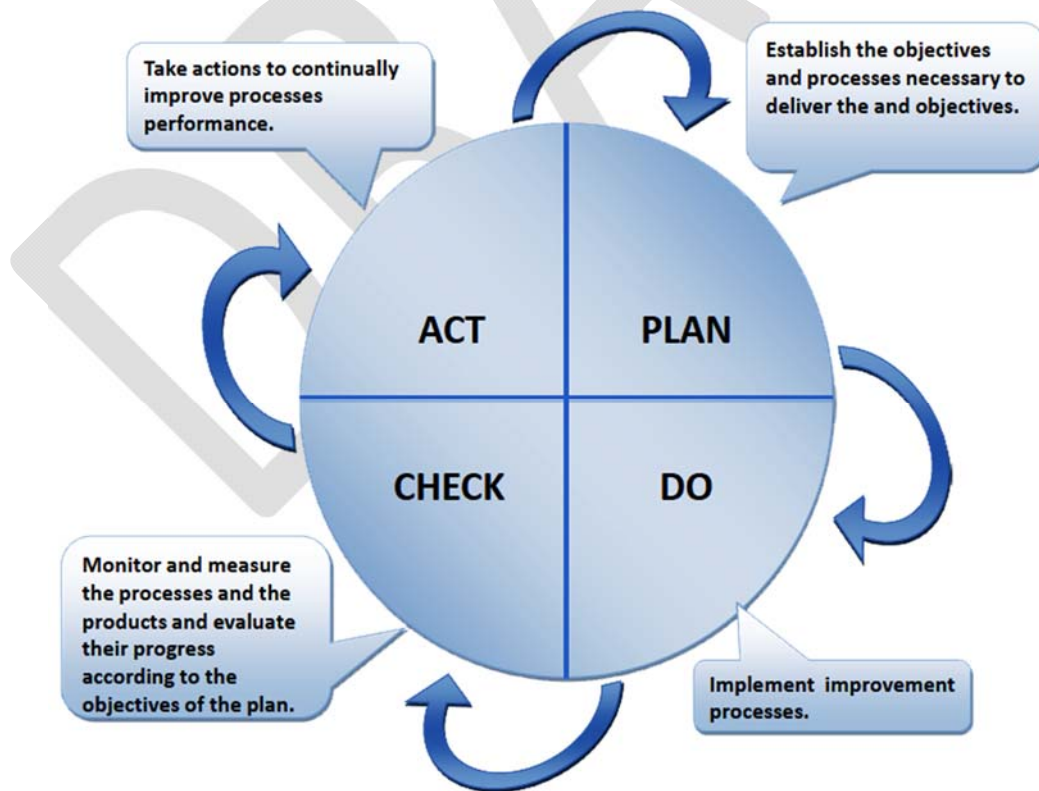 Take actions to continually
improve processes
performance.
Establish the objectives
and processes necessary to
deliver the and objectives.
ACT
PLAN
CHECK
DO
Monitor and measure
the processes and the
products and evaluate
their progress
according to the
objectives of the plan.
Implement improvement
processes.